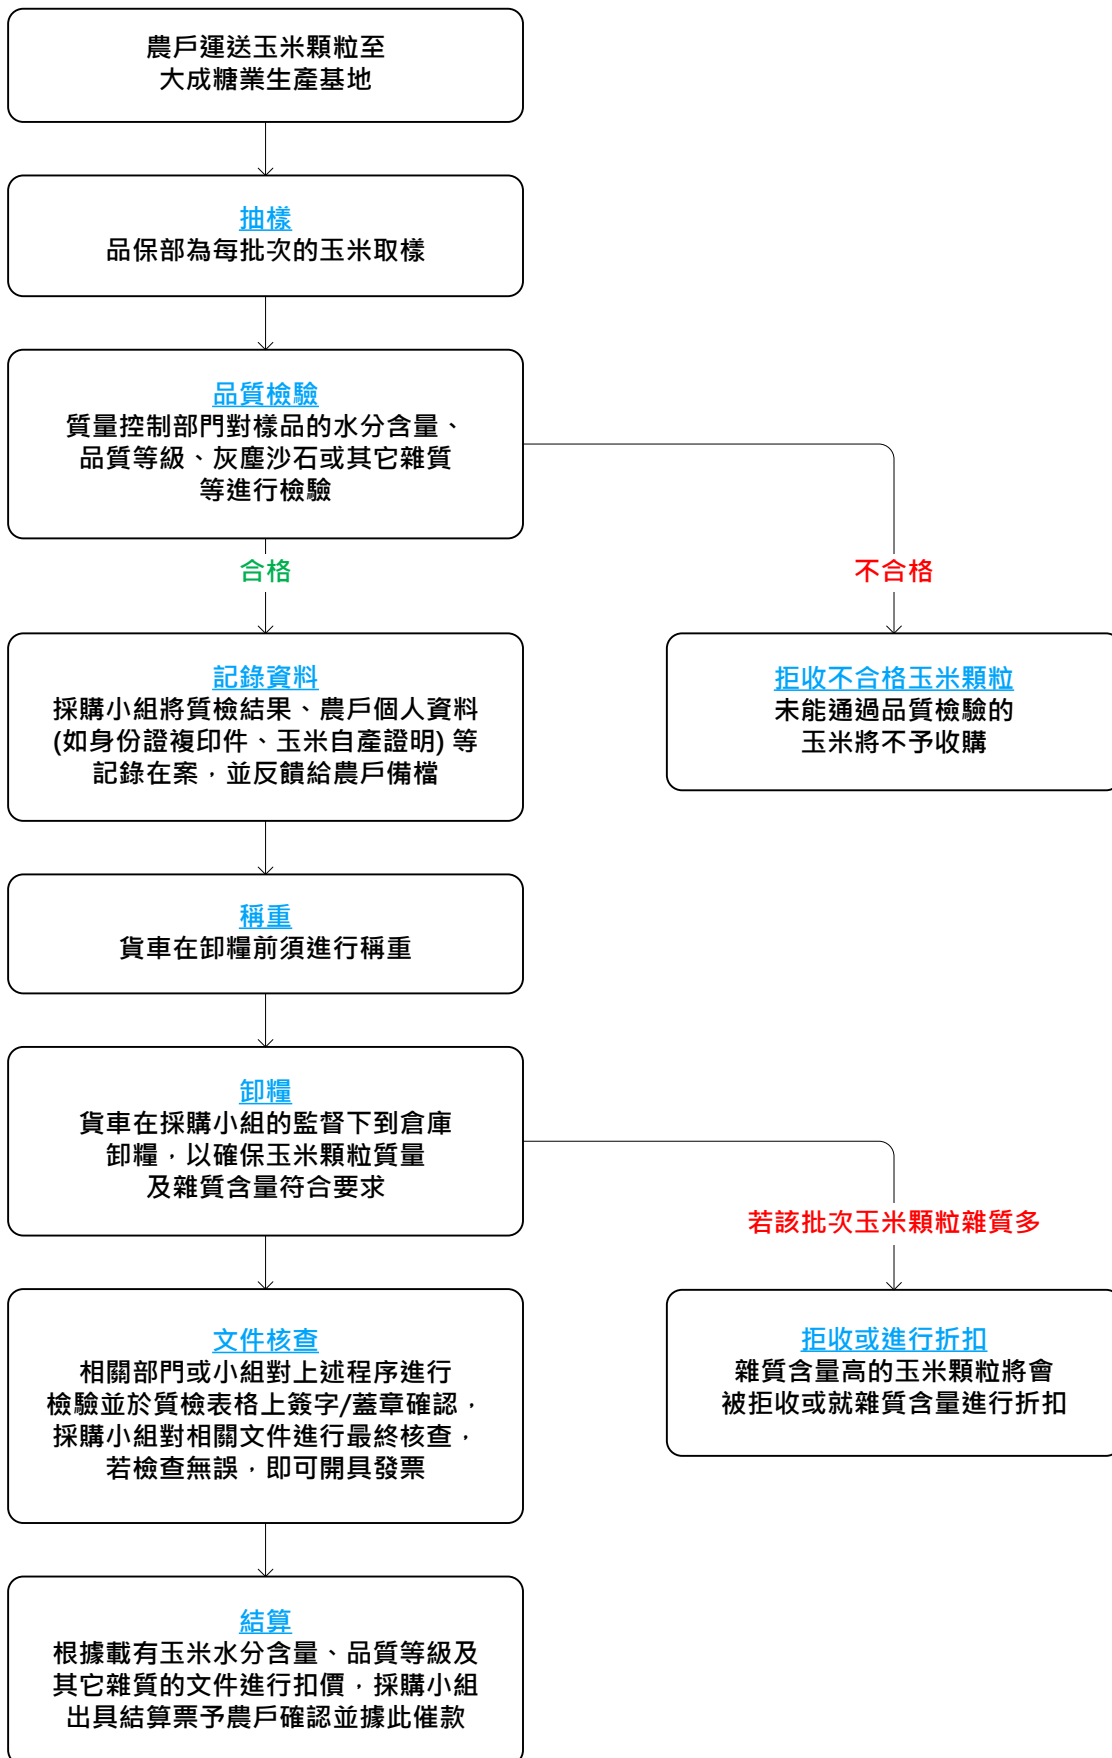 農戶運送玉米顆粒至
大成糖業生產基地
抽樣
品保部為每批次的玉米取樣
品質檢驗
質量控制部門對樣品的水分含量、
品質等級、灰塵沙石或其它雜質
等進行檢驗
合格
不合格
記錄資料
採購小組將質檢結果、農戶個人資料
(如身份證複印件、玉米自產證明) 等
記錄在案，並反饋給農戶備檔
拒收不合格玉米顆粒
未能通過品質檢驗的
玉米將不予收購
稱重
貨車在卸糧前須進行稱重
卸糧
貨車在採購小組的監督下到倉庫
卸糧，以確保玉米顆粒質量
及雜質含量符合要求
若該批次玉米顆粒雜質多
文件核查
相關部門或小組對上述程序進行
檢驗並於質檢表格上簽字/蓋章確認，
採購小組對相關文件進行最終核查，
若檢查無誤，即可開具發票
拒收或進行折扣
雜質含量高的玉米顆粒將會
被拒收或就雜質含量進行折扣
結算
根據載有玉米水分含量、品質等級及
其它雜質的文件進行扣價，採購小組
出具結算票予農戶確認並據此催款